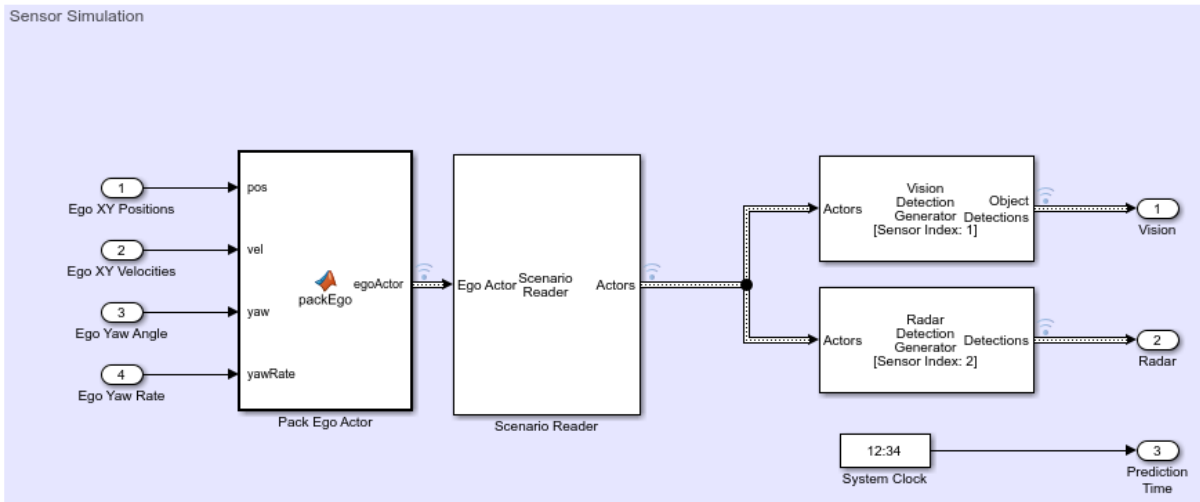 Sensor Simulation
1
Ego XY Positions
2
Ego XY Velocities
3
Ego Yaw Angle
4
Ego Yaw Rate
pos
vel
yaw
yawRate
packEgo
egoActor
Pack Ego Actor
Ego Actor
Scenario
Reader
Actors
Scenario Reader
Actors
Vision
Detection
Generator
[Sensor Index: 1]
Object
Detections
1
Vision
Actors
Radar
Detection
Generator
[Sensor Index: 2]
Detections
2
Radar
12:34
System Clock
3
Prediction
Time